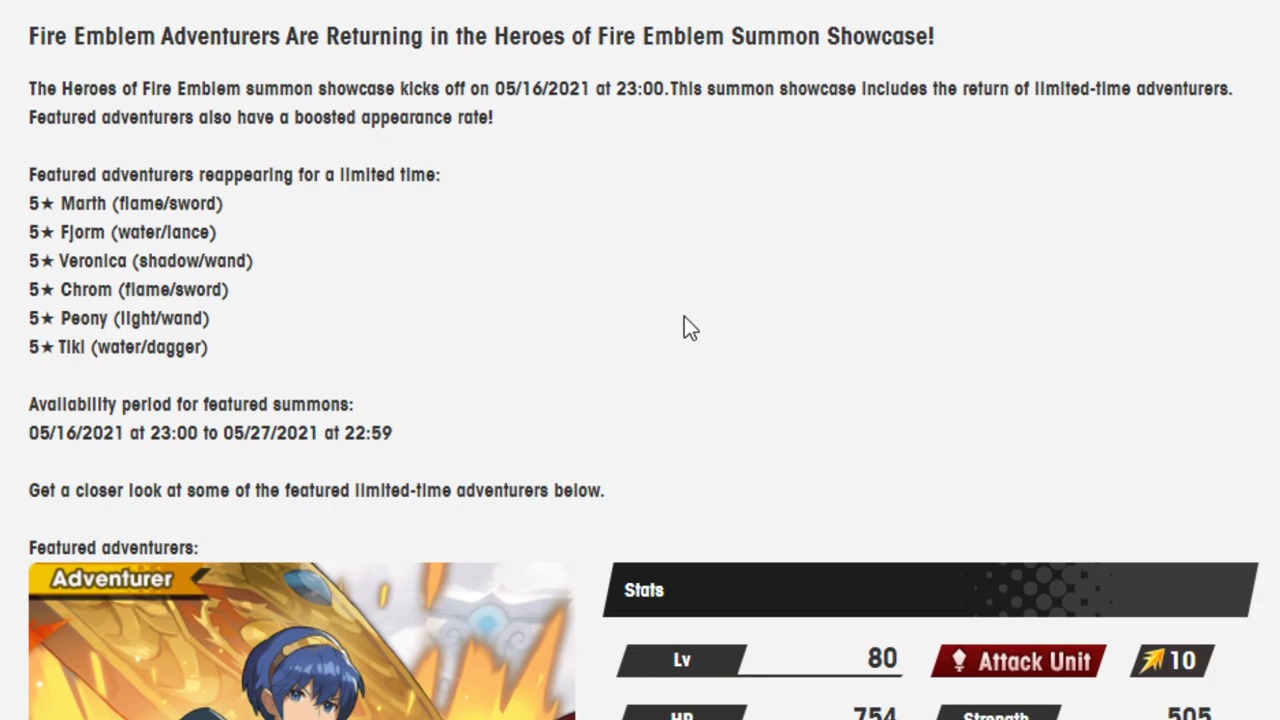 Fire Emblem Adventurers Are Returning in the Heroes of Fire Emblem Summon Showcase!
The Heroes of Fire Emblem summon showcase kicks off on 05/16/2021 at 23:00.This summon showcase includes the return of limited-time adventurers.
Featured adventurers also have a boosted appearance rate!
Featured adventurers reappearing for a limited time:
5★ Marth (flame/sword)
5★ Fjorm (water/lance)
5★ Veronica (shadow/wand)
5★ Chrom (flame/sword)
5★ Peony (light/wand)
5★ Tiki (water/dagger)
Availability period for featured summons:
05/16/2021 at 23:00 to 05/27/2021 at 22:59
Get a closer look at some of the featured limited-time adventurers below.
Featured adventurers:
Adventurer
Stats
Lv 80 Attack Unit 10
HP 754 Strength 505